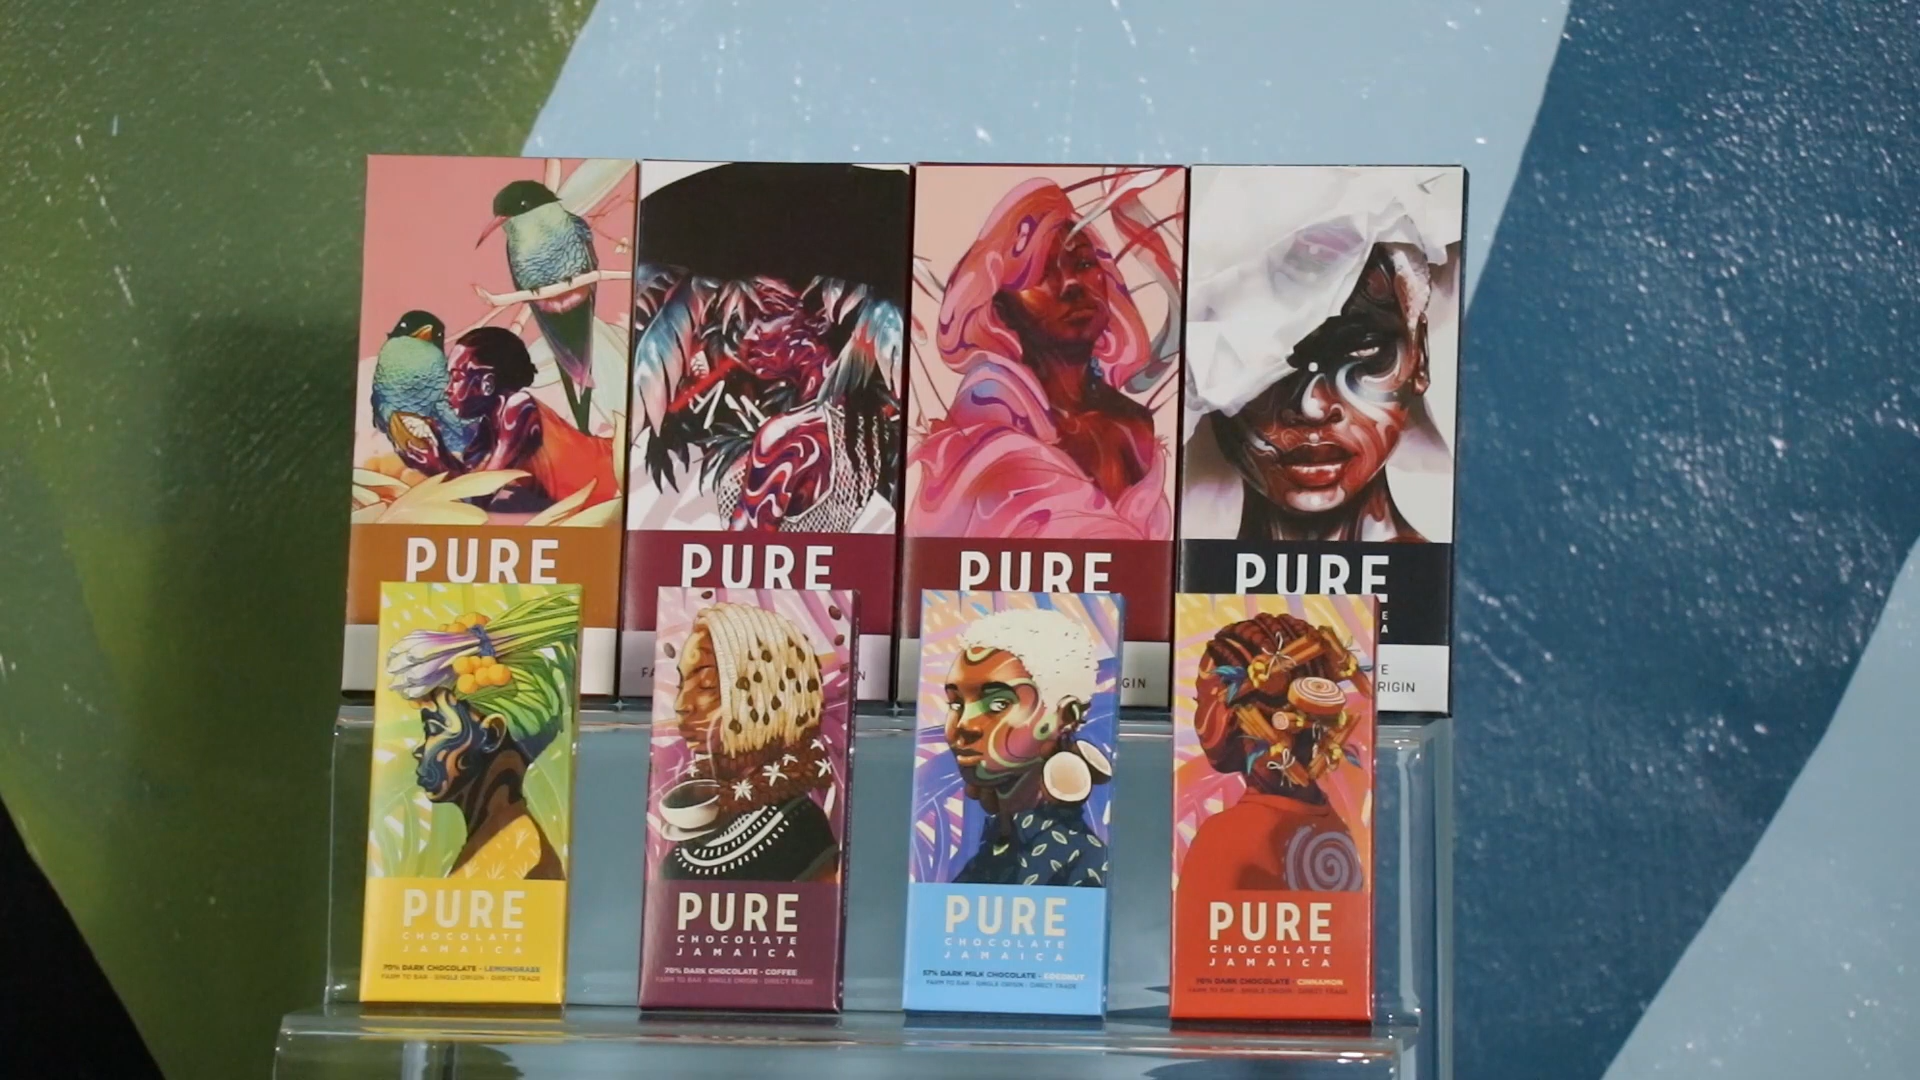 PURE
PURE
PURE
PURE
GIN
RIGIN
PURE
CHOCOLATE
JAMAICA
70% DARK CHOCOLATE - LEMONGRASS
FARM TO BAR · SINGLE ORIGIN · DIRECT TRADE
PURE
CHOCOLATE
JAMAICA
70% DARK CHOCOLATE - COFFEE
FARM TO BAR · SINGLE ORIGIN · DIRECT TRADE
PURE
CHOCOLATE
JAMAICA
57% DARK MILK CHOCOLATE - COCONUT
FARM TO BAR · SINGLE ORIGIN · DIRECT TRADE
PURE
CHOCOLATE
JAMAICA
70% DARK CHOCOLATE - CINNAMON
FARM TO BAR · SINGLE ORIGIN · DIRECT TRADE